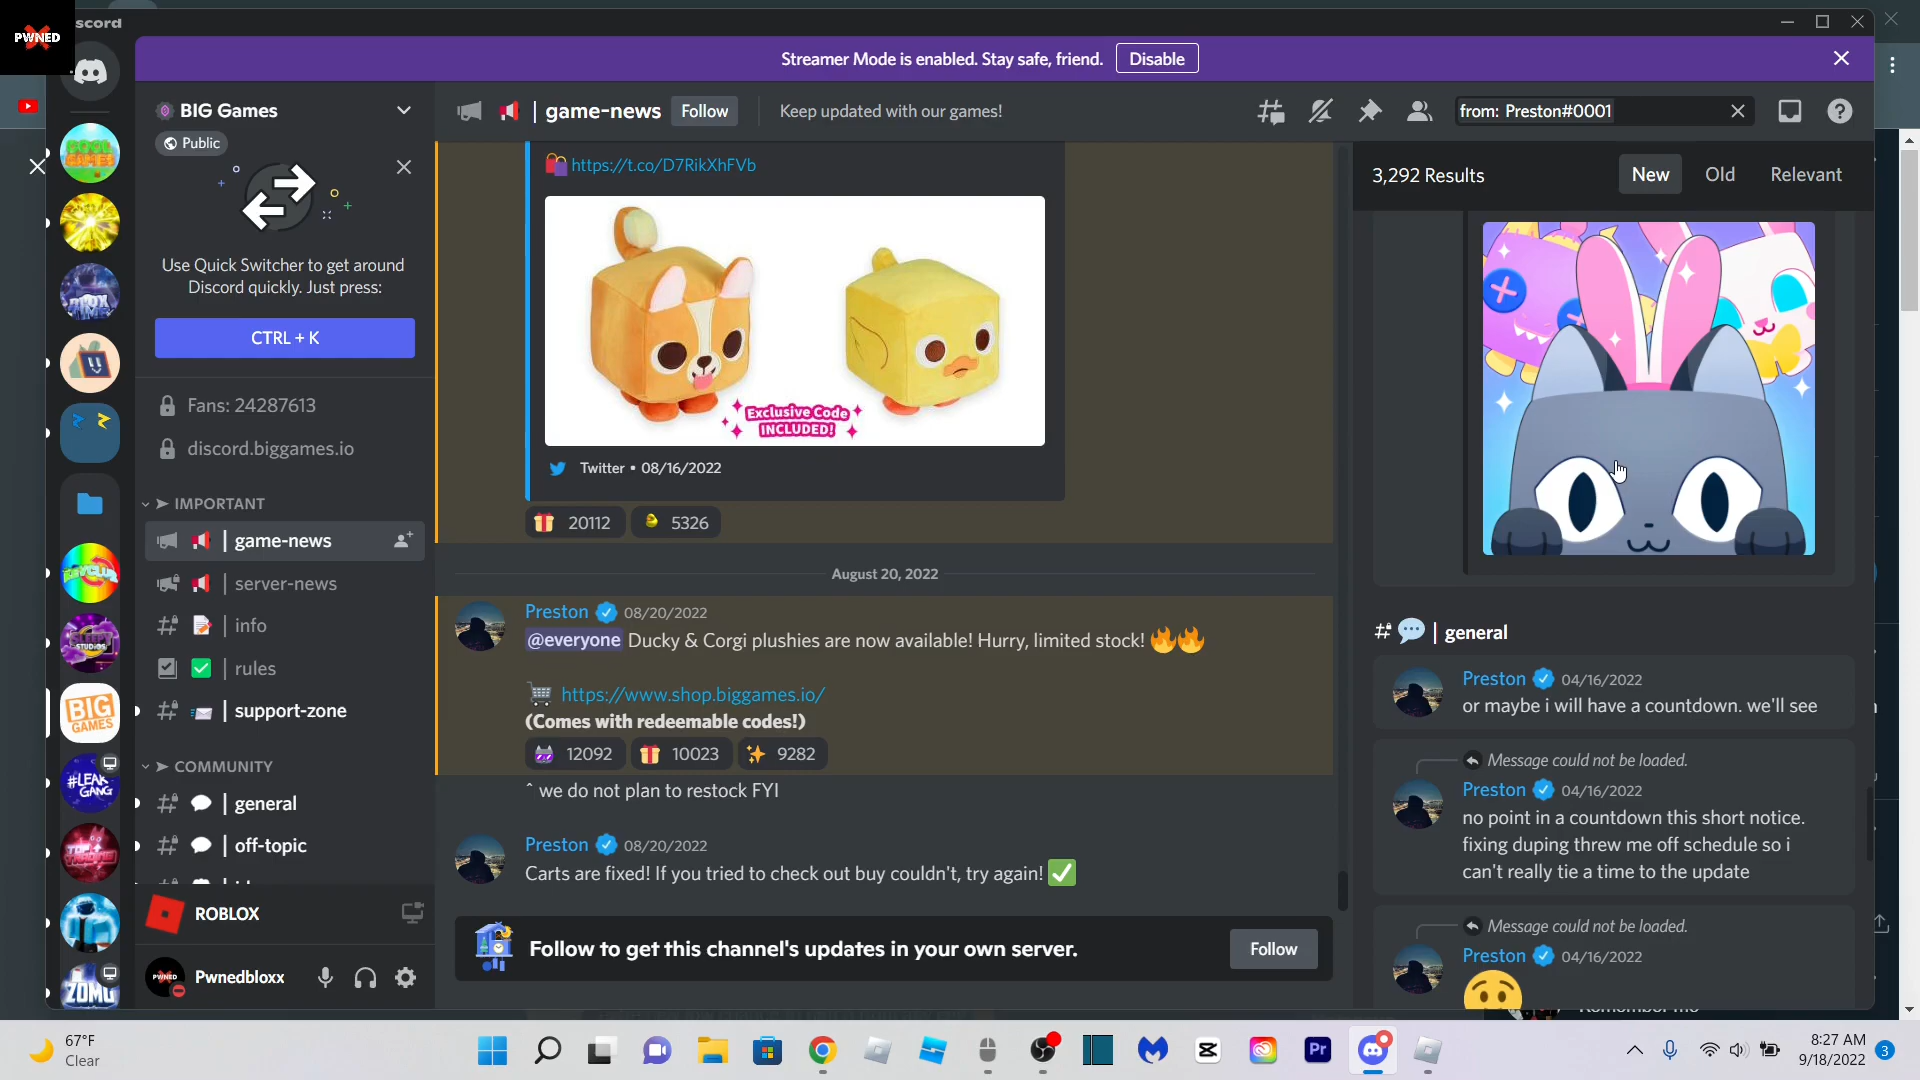 PWNED
scord
Streamer Mode is enabled. Stay safe, friend.
Disable
BIG Games
Public
Use Quick Switcher to get around
Discord quickly. Just press:
CTRL + K
Fans: 24287613
discord.biggames.io
IMPORTANT
| game-news
| server-news
| info
| rules
| support-zone
COMMUNITY
| general
| off-topic
ROBLOX
Pwnedbloxx
BIG
GAMES
#LEAK
GANG
SLEEPY
STUDIOS
ZOMU
PWNED
| game-news
Follow
Keep updated with our games!
from: Preston#0001
https://t.co/D7RikXhFVb
Exclusive Code
INCLUDED!
Twitter • 08/16/2022
20112
5326
August 20, 2022
Preston 08/20/2022
@everyone Ducky & Corgi plushies are now available! Hurry, limited stock!
https://www.shop.biggames.io/
(Comes with redeemable codes!)
12092
10023
9282
^ we do not plan to restock FYI
Preston 08/20/2022
Carts are fixed! If you tried to check out buy couldn't, try again!
Follow to get this channel's updates in your own server.
Follow
3,292 Results
New
Old
Relevant
# | general
Preston 04/16/2022
or maybe i will have a countdown. we'll see
Message could not be loaded.
Preston 04/16/2022
no point in a countdown this short notice.
fixing duping threw me off schedule so i
can't really tie a time to the update
Message could not be loaded.
Preston 04/16/2022
67°F
Clear
Pr
8:27 AM
9/18/2022
3